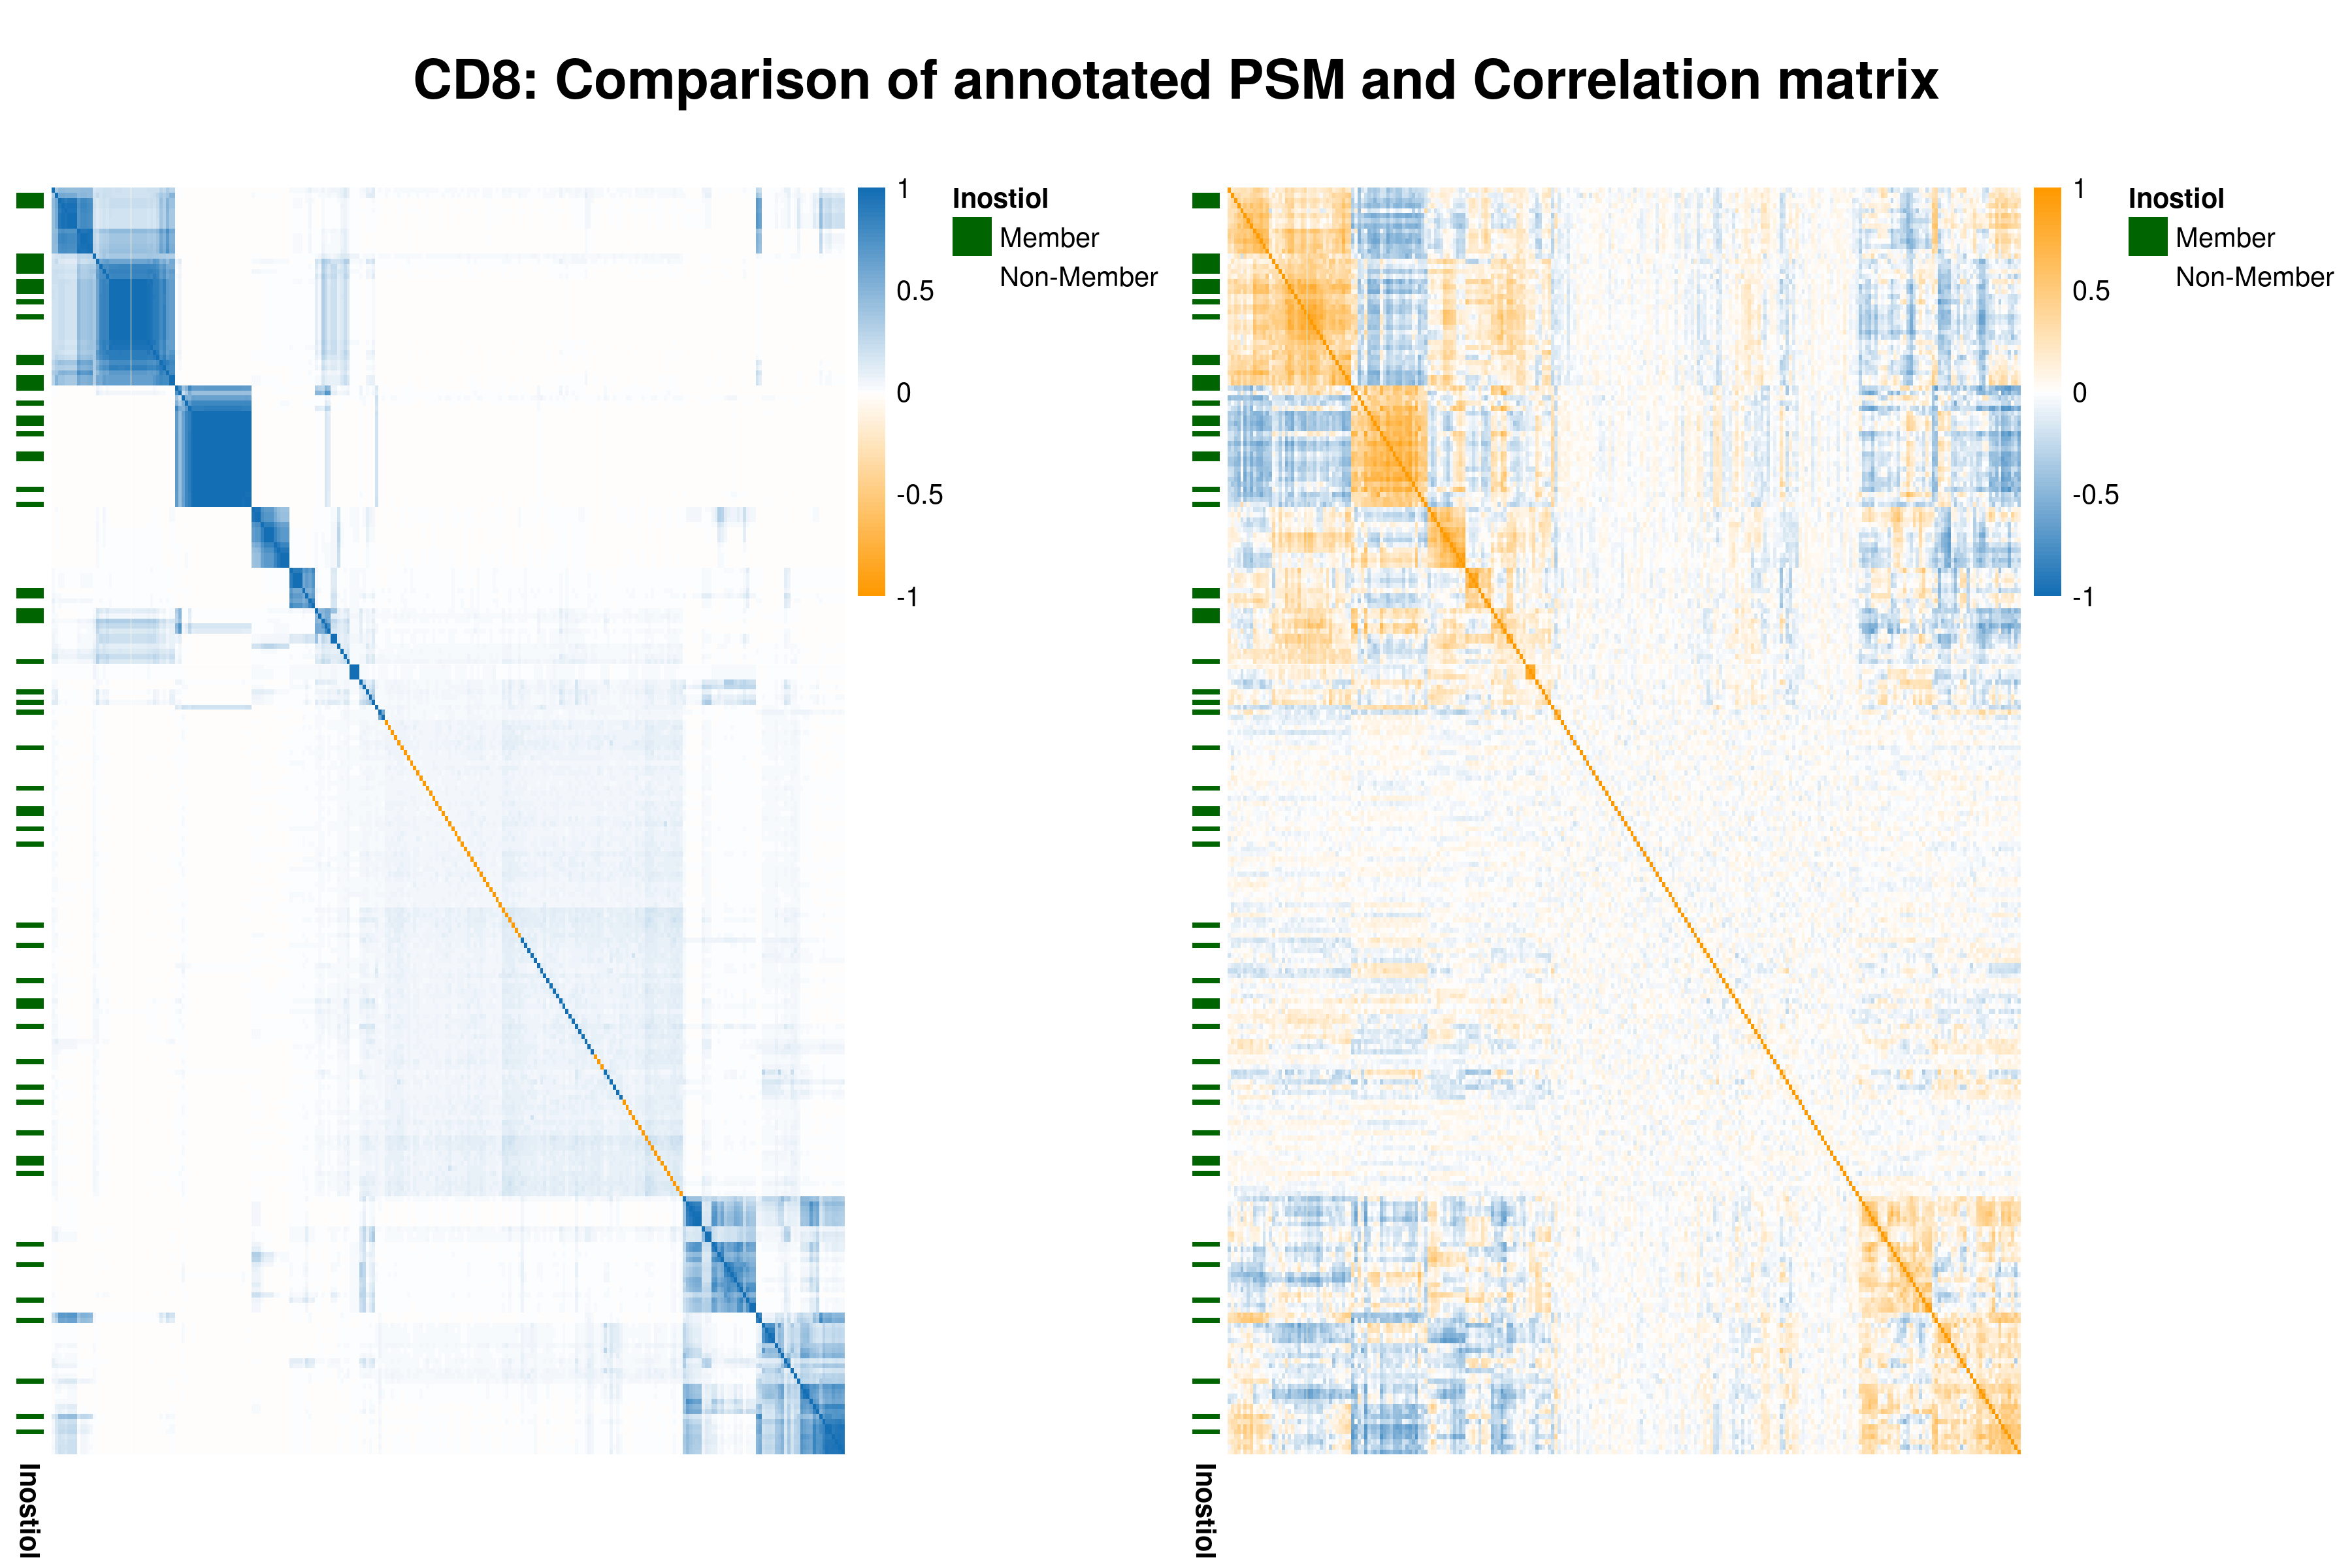 CD8: Comparison of annotated PSM and Correlation matrix
1
0.5
0
-0.5
-1
Inostiol
Member
Non-Member
Inostiol
1
0.5
0
-0.5
-1
Inostiol
Member
Non-Member
Inostiol